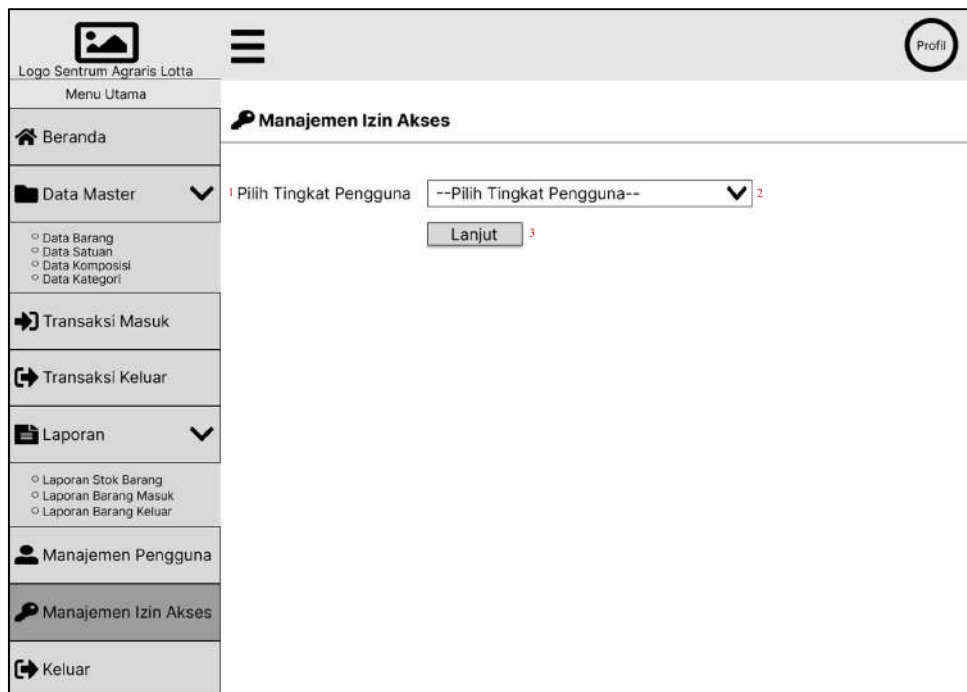 Logo Sentrum Agraris Lotta
Profil
Menu Utama
Beranda
Data Master
Data Barang
Data Satuan
Data Komposisi
Data Kategori
Transaksi Masuk
Transaksi Keluar
Laporan
Laporan Stok Barang
Laporan Barang Masuk
Laporan Barang Keluar
Manajemen Pengguna
Manajemen Izin Akses
Keluar
Manajemen Izin Akses
1 Pilih Tingkat Pengguna --Pilih Tingkat Pengguna-- 2
Lanjut 3